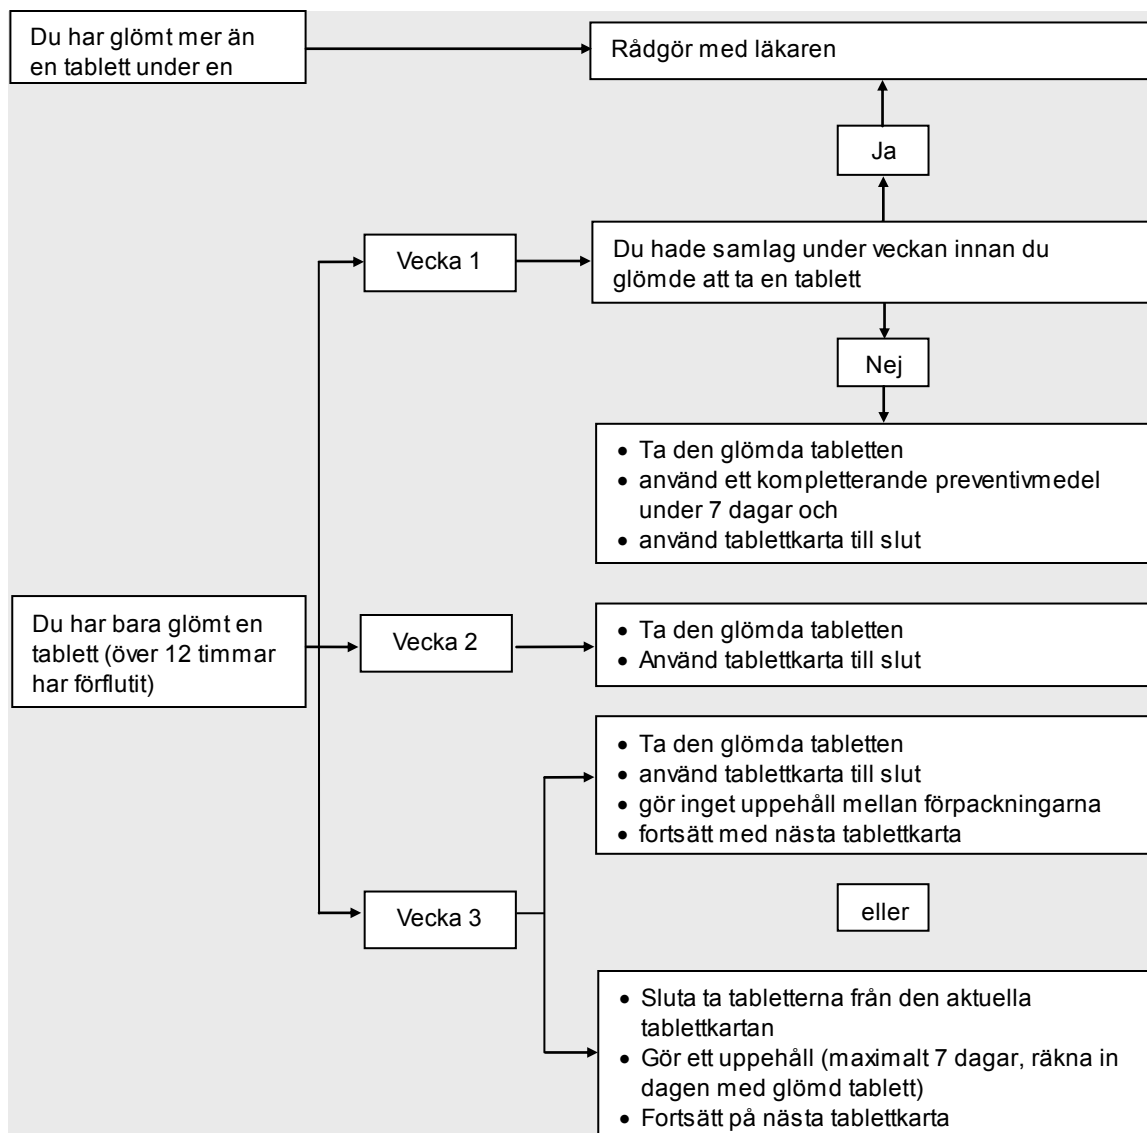 Du har glömt mer än
en tablett under en
Rådgör med läkaren
Ja
Vecka 1
Du hade samlag under veckan innan du
glömde att ta en tablett
Nej
• Ta den glömda tabletten
• använd ett kompletterande preventivmedel
under 7 dagar och
• använd tablettkarta till slut
Du har bara glömt en
tablett (över 12 timmar
har förflutit)
Vecka 2
• Ta den glömda tabletten
• Använd tablettkarta till slut
• Ta den glömda tabletten
• använd tablettkarta till slut
• gör inget uppehåll mellan förpackningarna
• fortsätt med nästa tablettkarta
Vecka 3
eller
• Sluta ta tabletterna från den aktuella
tablettkartan
• Gör ett uppehåll (maximalt 7 dagar, räkna in
dagen med glömd tablett)
• Fortsätt på nästa tablettkarta